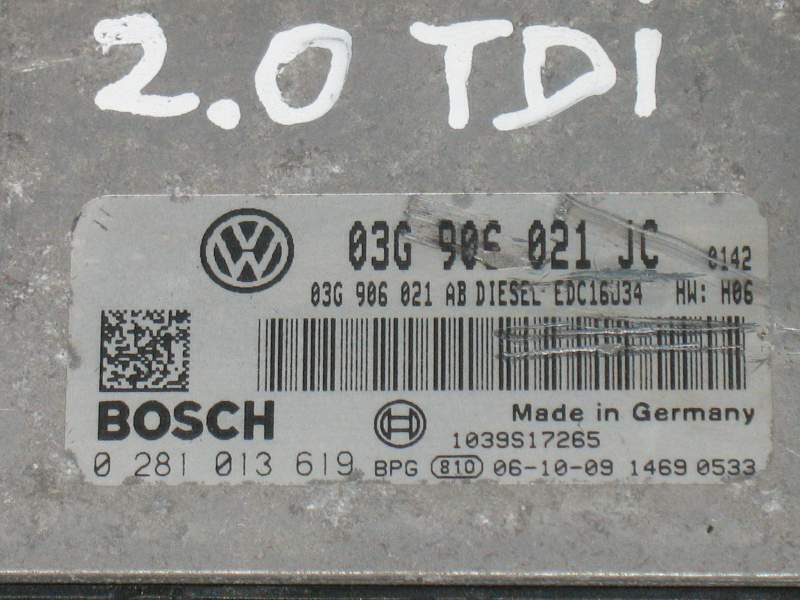 2.0 TDi
03G 906 021 JC 0142
03G 906 021 AB DIESEL EDC16U34 HW: H06
BOSCH
Made in Germany
1039S17265
0 281 013 619 BPG 810 06-10-09 1469 0533